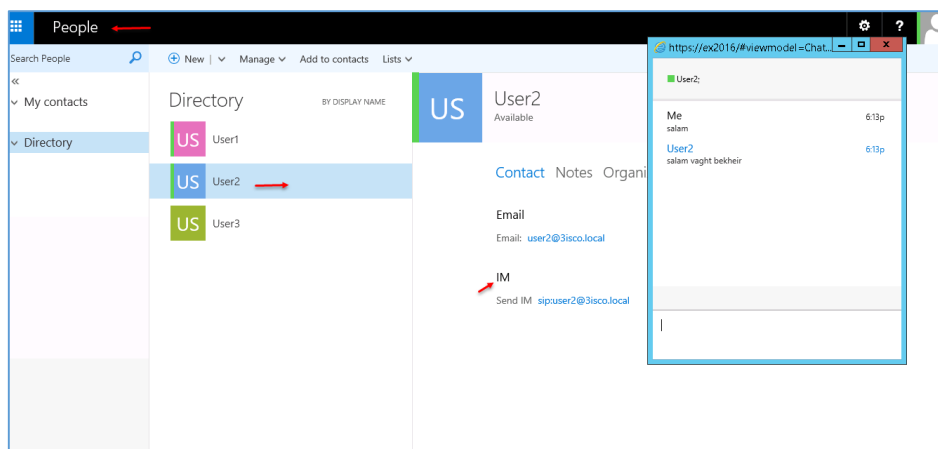 People
?
Search People
New
Manage
Add to contacts
Lists
«
My contacts
Directory
Directory
BY DISPLAY NAME
US User1
US User2
US User3
US
User2
Available
Contact Notes Organi
Email
Email: user2@3isco.local
IM
Send IM sip:user2@3isco.local
https://ex2016/#viewmodel=Chat...
User2;
Me 6:13p
salam
User2 6:13p
salam vaght bekheir